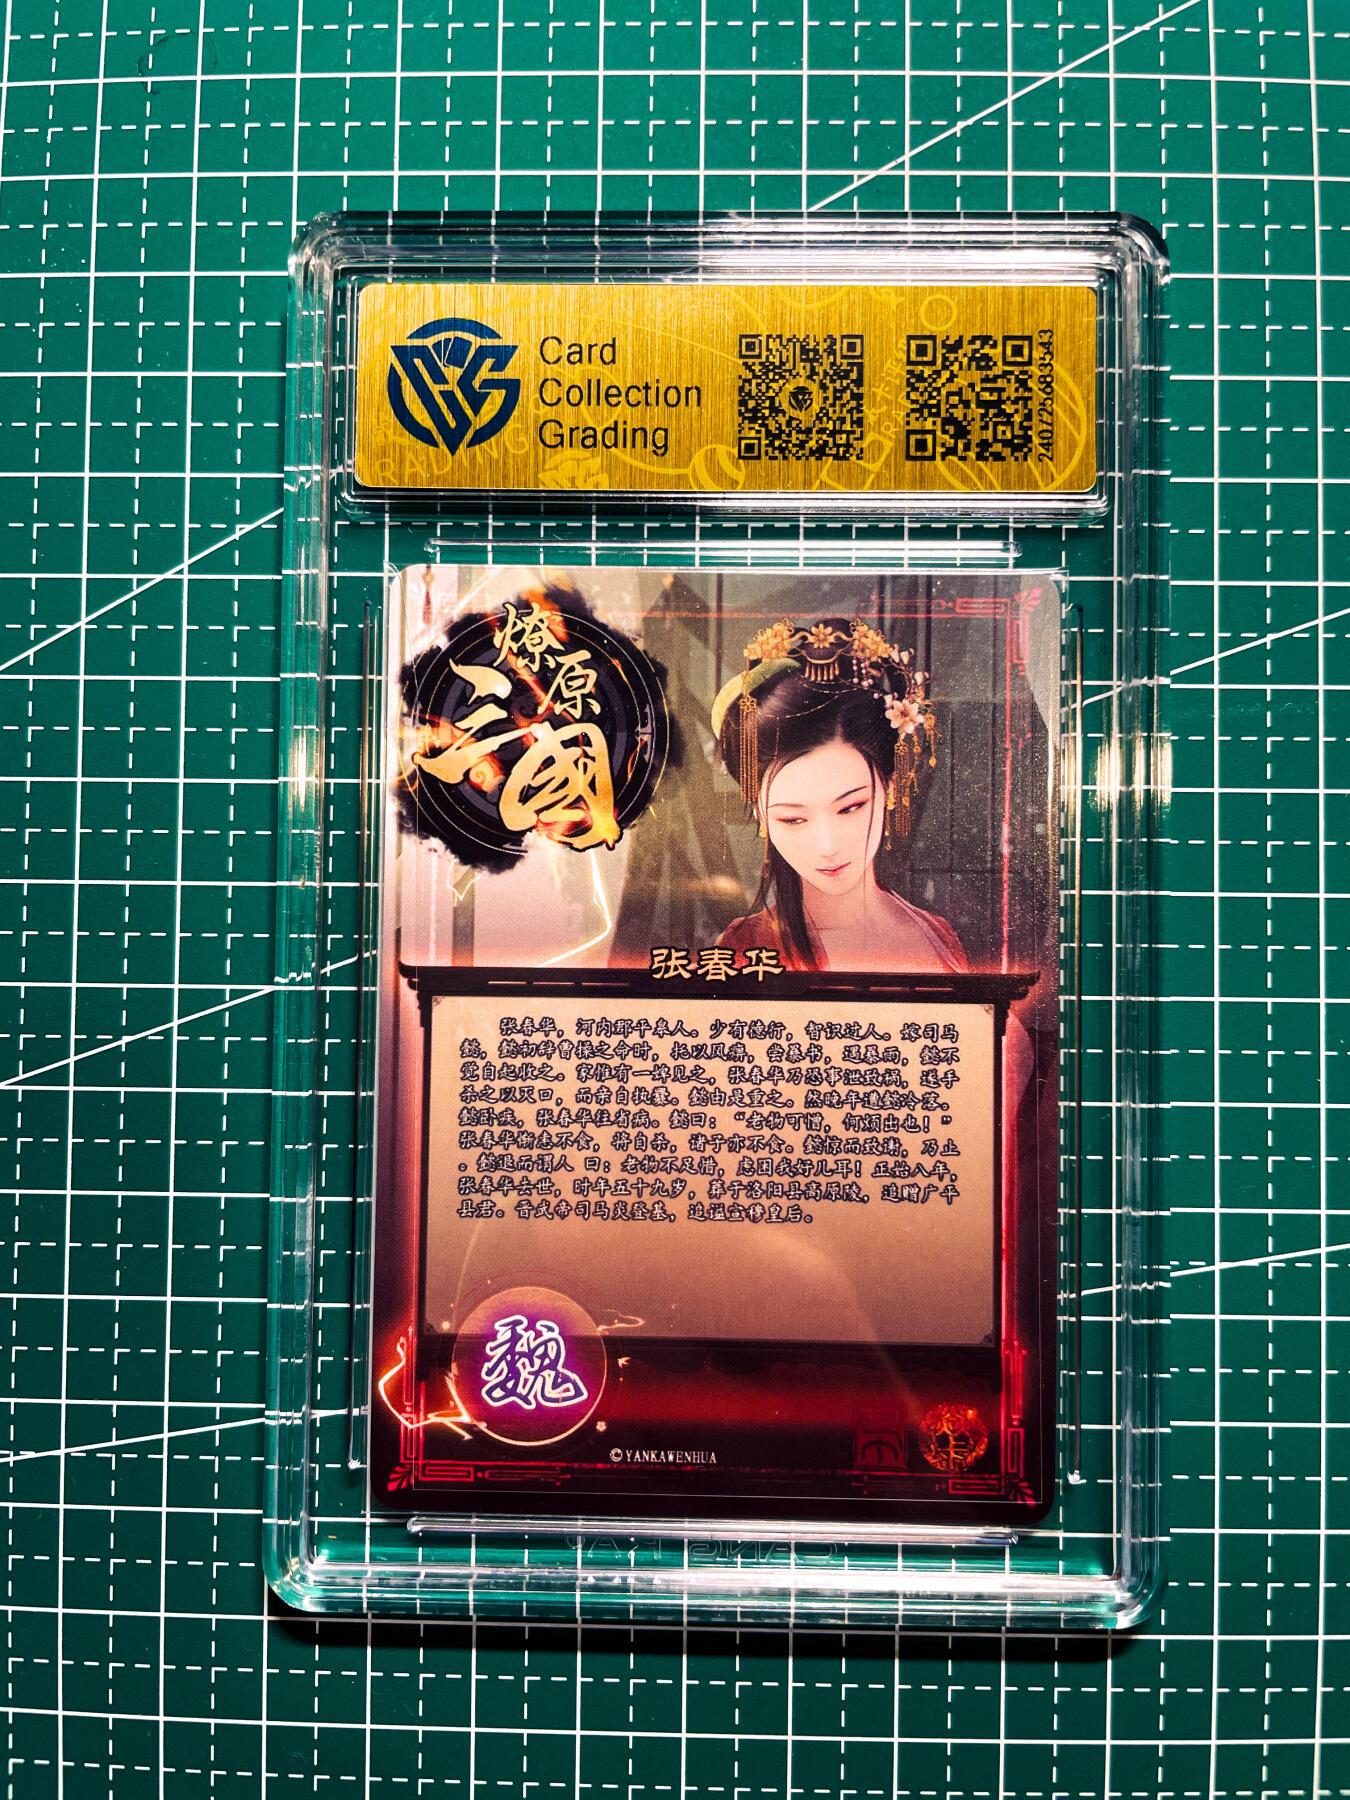 Card
Collection
Grading
240725683543
燎原
三國
张春华
张春华，河内郡平皋人。少有德行，智识过人。嫁司马
懿，懿初辞曹操之命时，托以风痹，尝暴书，遇暴雨，懿不
觉自起收之。家惟有一婢见之，张春华乃恐事泄致祸，遂手
杀之以灭口，而亲自执爨。懿由是重之。然晚年遭懿冷落。
懿卧疾，张春华往省病。懿曰：“老物可憎，何烦出也！”
张春华惭恚不食，将自杀，诸子亦不食。懿惊而致谢，乃止
。懿退而谓人 曰：老物不足惜，虑困我好儿耳！正始八年，
张春华去世，时年五十九岁，葬于洛阳县高原陵，追赠广平
县君。晋武帝司马炎登基，追谥宣穆皇后。
魏
©YANKAWENHUA
炎卡
CANG KA